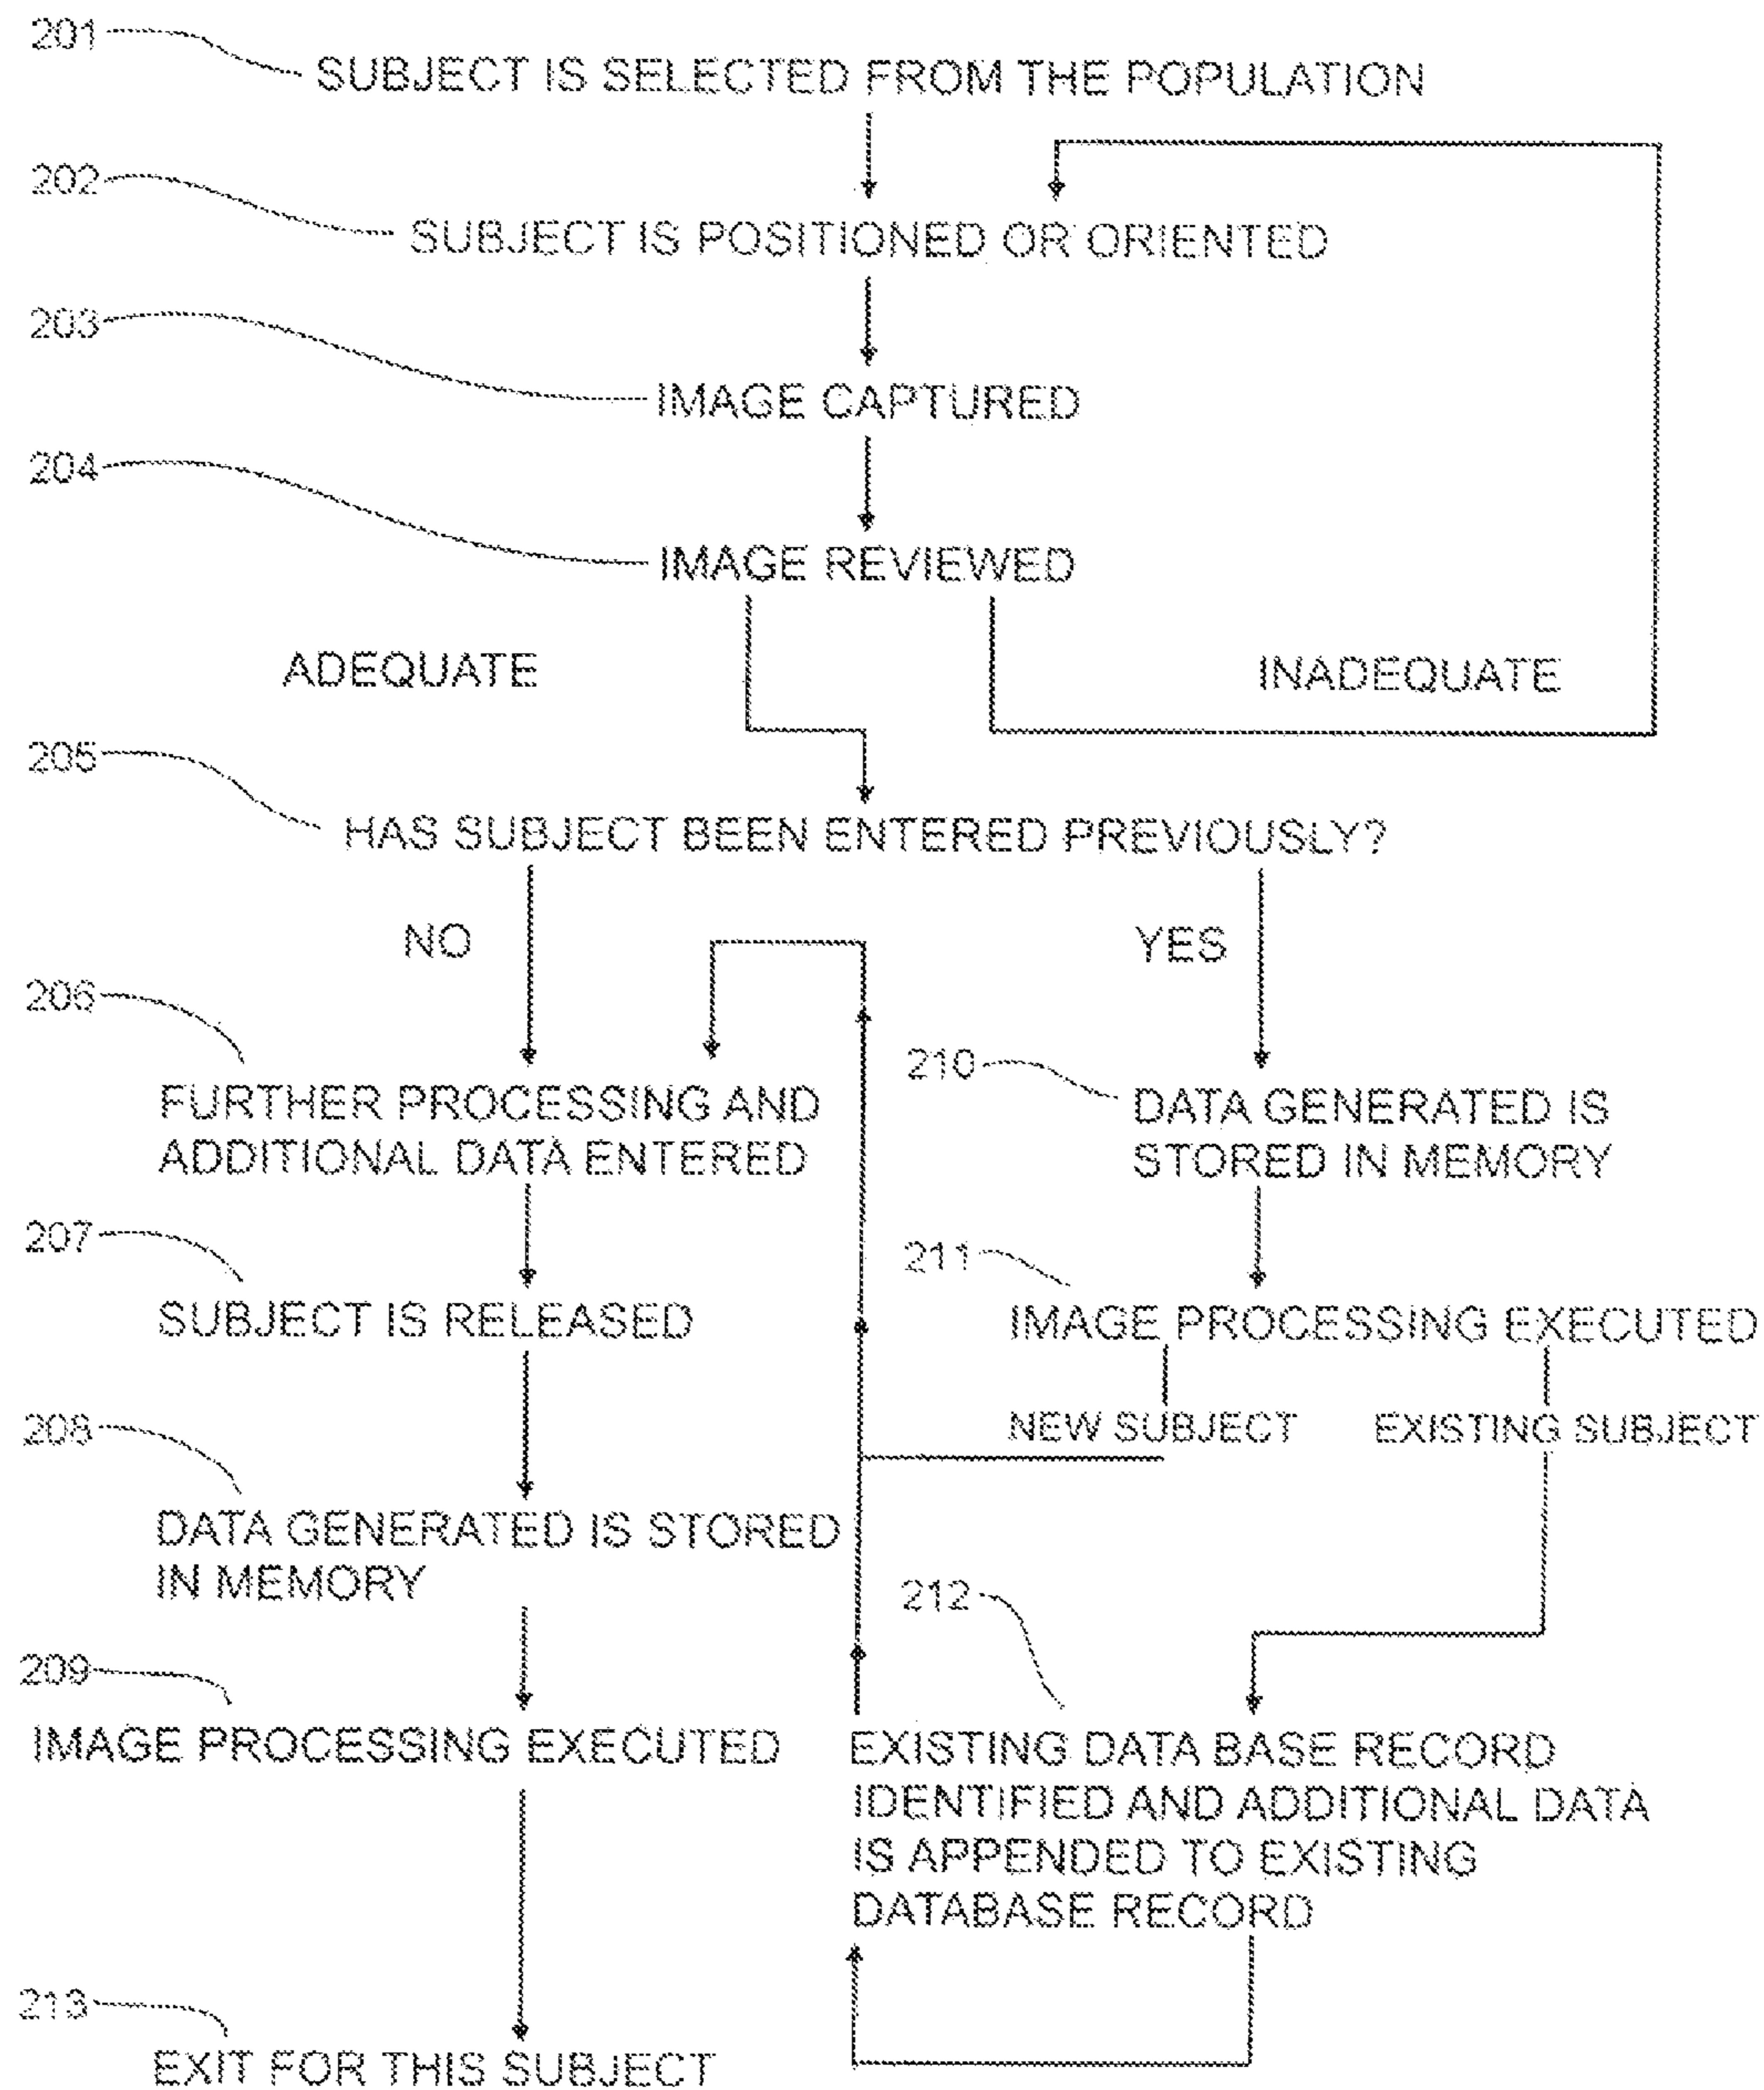 201
SUBJECT IS SELECTED FROM THE POPULATION
202
SUBJECT IS POSITIONED OR ORIENTED
203
IMAGE CAPTURED
204
IMAGE REVIEWED
ADEQUATE
INADEQUATE
205
HAS SUBJECT BEEN ENTERED PREVIOUSLY?
NO
YES
206
FURTHER PROCESSING AND
ADDITIONAL DATA ENTERED
207
SUBJECT IS RELEASED
208
DATA GENERATED IS STORED
IN MEMORY
209
IMAGE PROCESSING EXECUTED
210
DATA GENERATED IS
STORED IN MEMORY
211
IMAGE PROCESSING EXECUTED
NEW SUBJECT
EXISTING SUBJECT
212
EXISTING DATA BASE RECORD
IDENTIFIED AND ADDITIONAL DATA
IS APPENDED TO EXISTING
DATABASE RECORD
213
EXIT FOR THIS SUBJECT